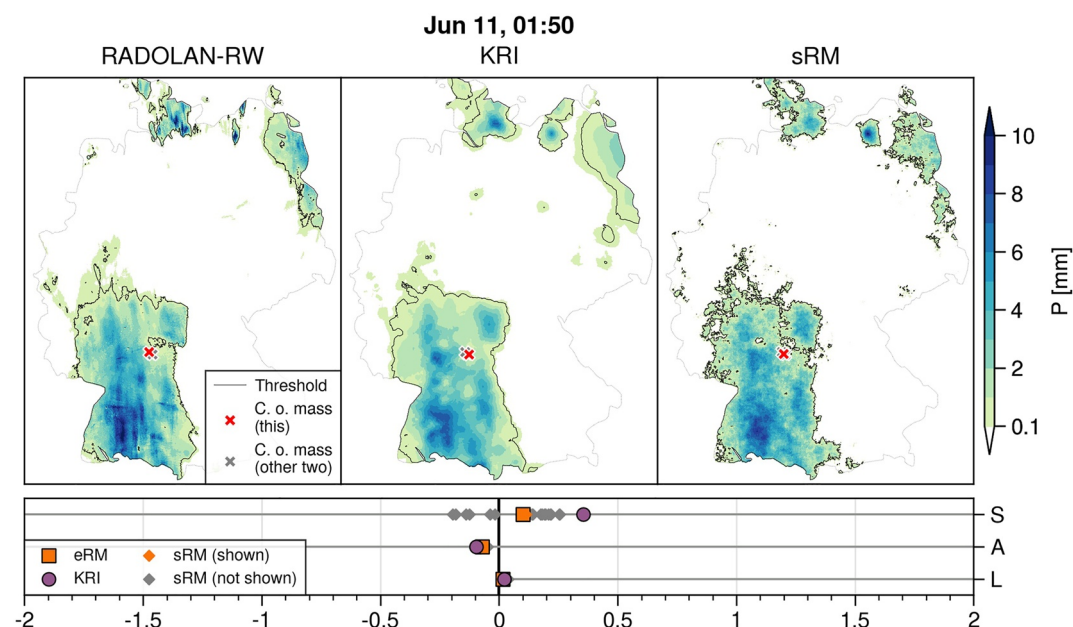 Jun 11, 01:50
RADOLAN-RW
KRI
sRM
Threshold
C. o. mass
(this)
C. o. mass
(other two)
10
8
6
4
2
0.1
P [mm]
S
A
L
eRM
sRM (shown)
KRI
sRM (not shown)
-2
-1.5
-1
-0.5
0
0.5
1
1.5
2